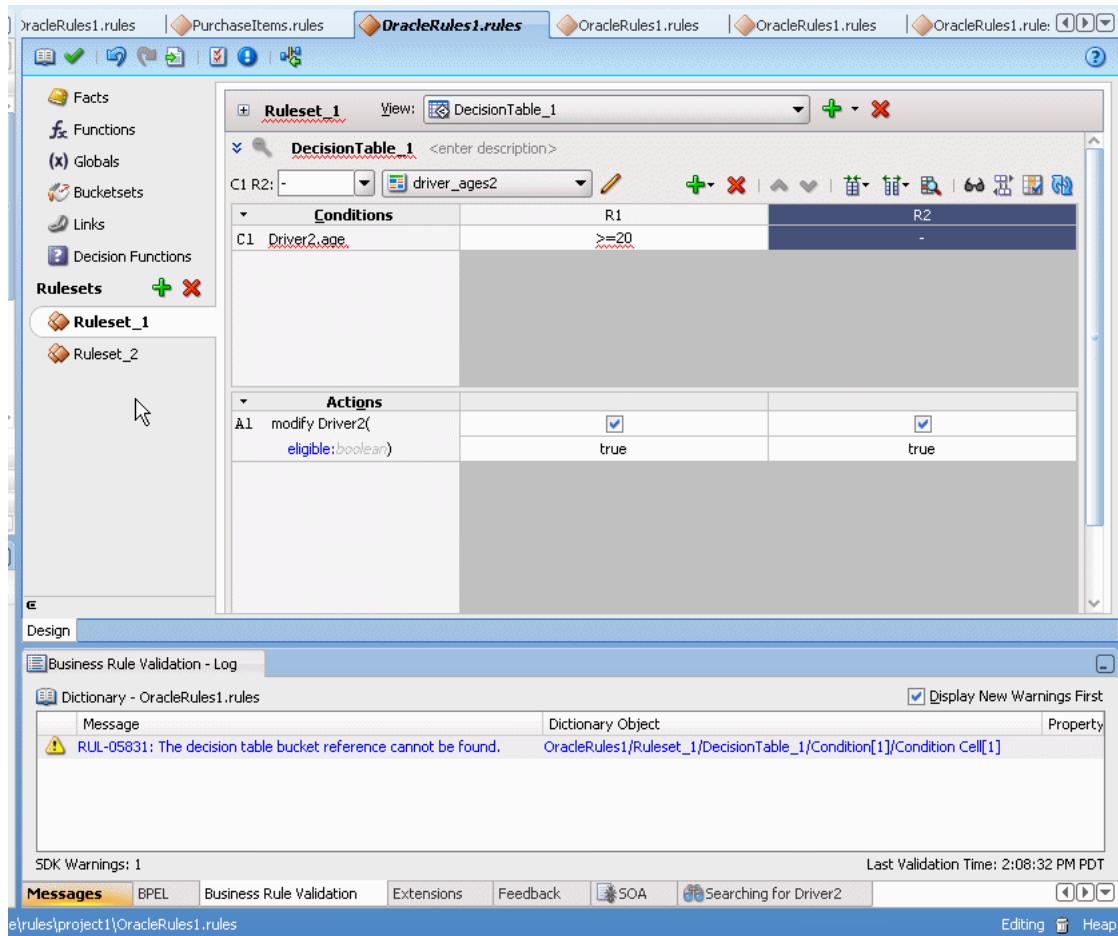 OracleRules1.rules PurchaseItems.rules OracleRules1.rules OracleRules1.rules OracleRules1.rules OracleRules1.rule:
Facts
Functions
Globals
Bucketsets
Links
Decision Functions
Rulesets
Ruleset_1
Ruleset_2
Ruleset_1 View: DecisionTable_1
DecisionTable_1 <enter description>
C1 R2: - driver_ages2
Conditions R1 R2
C1 Driver2.age >=20 -
Actions
A1 modify Driver2(
eligible:boolean) true true
Design
Business Rule Validation - Log
Dictionary - OracleRules1.rules Display New Warnings First
Message Dictionary Object Property
RUL-05831: The decision table bucket reference cannot be found. OracleRules1/Ruleset_1/DecisionTable_1/Condition[1]/Condition Cell[1]
SDK Warnings: 1 Last Validation Time: 2:08:32 PM PDT
Messages BPEL Business Rule Validation Extensions Feedback SOA Searching for Driver2
e\rules\project1\OracleRules1.rules Editing Heap